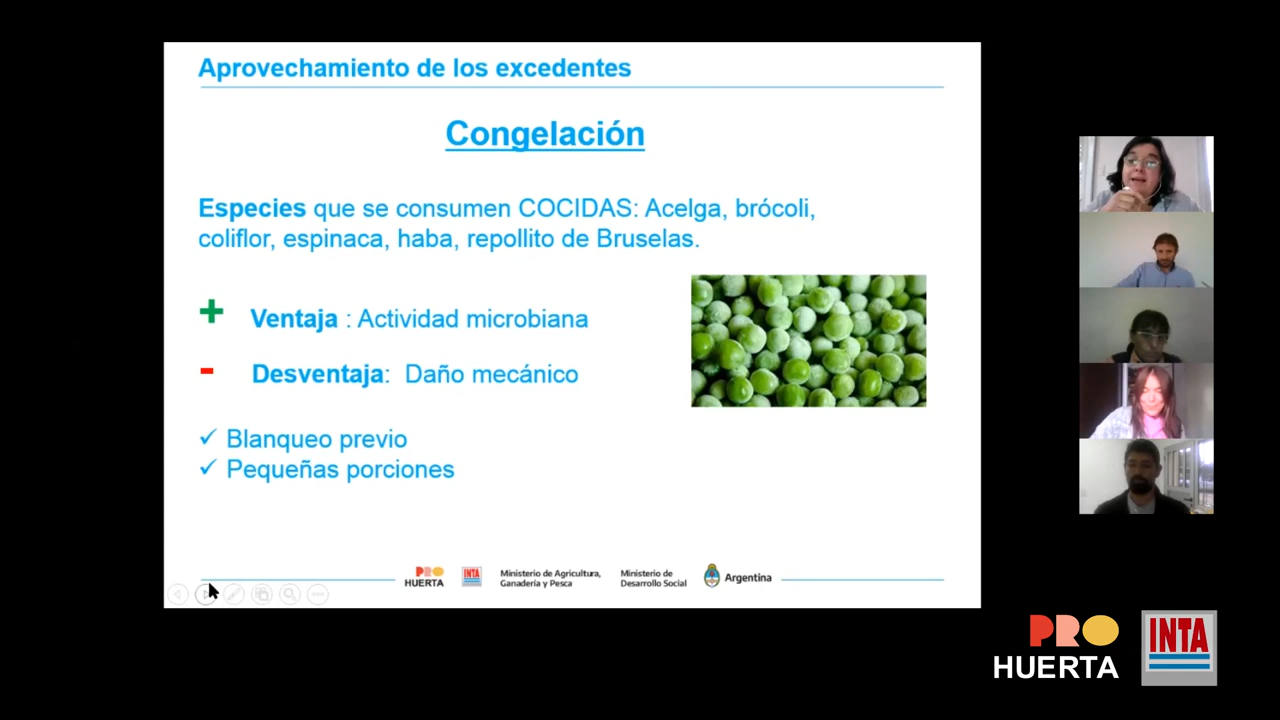 Aprovechamiento de los excedentes
Congelación
Especies que se consumen COCIDAS: Acelga, brócoli,
coliflor, espinaca, haba, repollito de Bruselas.
+ Ventaja : Actividad microbiana
- Desventaja: Daño mecánico
✓ Blanqueo previo
✓ Pequeñas porciones
PRO
HUERTA
INTA
Ministerio de Agricultura,
Ganadería y Pesca
Ministerio de
Desarrollo Social
Argentina
PRO
HUERTA
INTA